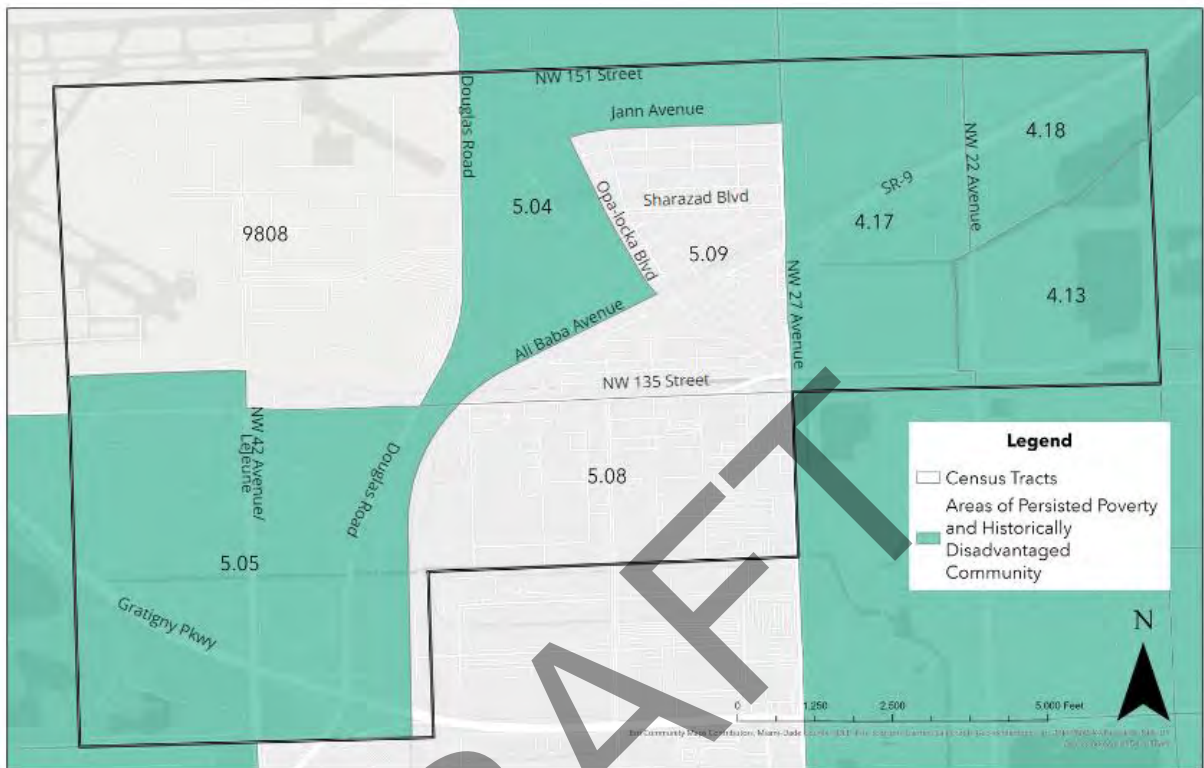 NW 151 Street
Jann Avenue
Douglas Road
NW 22 Avenue
4.18
SR-9
Opa-locka Blvd
Sharazad Blvd
5.04
4.17
9808
5.09
NW 27 Avenue
4.13
Ali Baba Avenue
NW 135 Street
NW 42 Avenue/
LeJeune
Douglas Road
5.08
5.05
Gratigny Pkwy
Legend
Census Tracts
Areas of Persisted Poverty
and Historically
Disadvantaged
Community
N
0 1,250 2,500 5,000 Feet
DRAFT